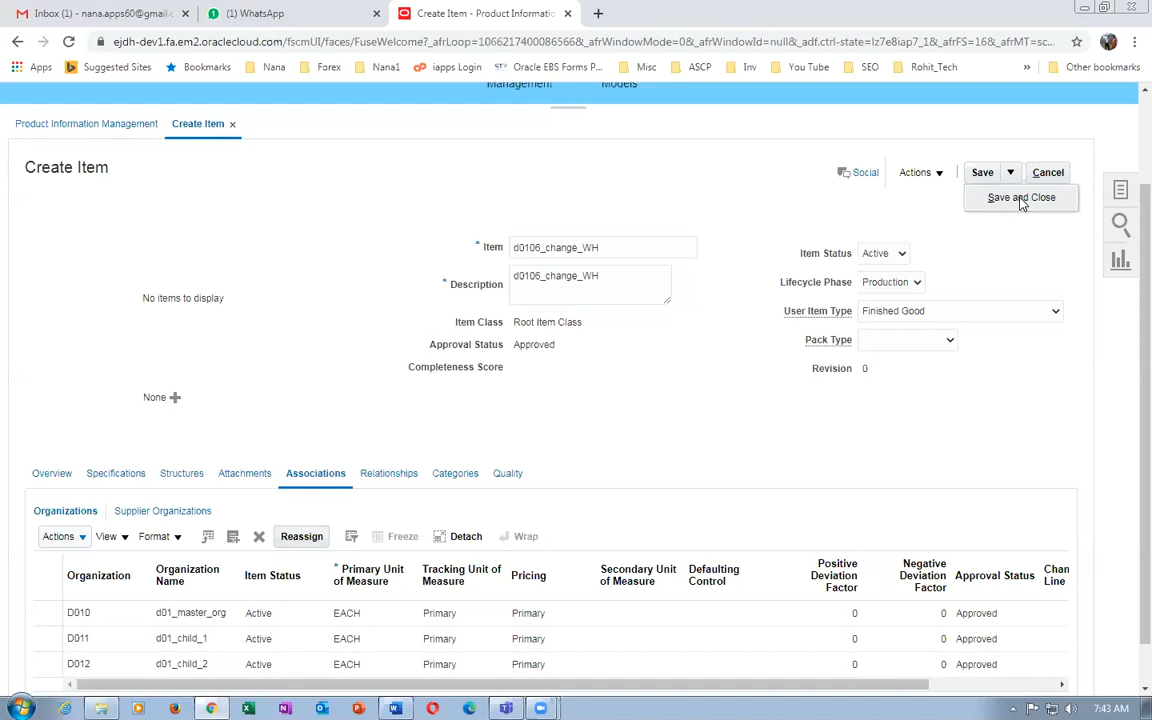 Inbox (1) - nana.apps60@gmail.c
(1) WhatsApp
Create Item - Product Informatio
ejdh-dev1.fa.em2.oraclecloud.com/fscmUI/faces/FuseWelcome?_afrLoop=1066217400086566&_afrWindowMode=0&_afrWindowId=null&_adf.ctrl-state=lz7e8iap7_1&_afrFS=16&_afrMT=sc...
Apps Suggested Sites Bookmarks Nana Forex Nana1 iapps Login Oracle EBS Forms P... Misc ASCP Inv You Tube SEO Rohit_Tech » Other bookmarks
Management Models
Product Information Management Create Item
Create Item
Social Actions Save Cancel
Save and Close
* Item d0106_change_WH
* Description d0106_change_WH
Item Class Root Item Class
Approval Status Approved
Completeness Score
No items to display
None
Item Status Active
Lifecycle Phase Production
User Item Type Finished Good
Pack Type
Revision 0
Overview Specifications Structures Attachments Associations Relationships Categories Quality
Organizations Supplier Organizations
Actions View Format Reassign Freeze Detach Wrap
Organization Organization Name Item Status * Primary Unit of Measure Tracking Unit of Measure Pricing Secondary Unit of Measure Defaulting Control Positive Deviation Factor Negative Deviation Factor Approval Status Chan Line
D010 d01_master_org Active EACH Primary Primary 0 0 Approved
D011 d01_child_1 Active EACH Primary Primary 0 0 Approved
D012 d01_child_2 Active EACH Primary Primary 0 0 Approved
7:43 AM